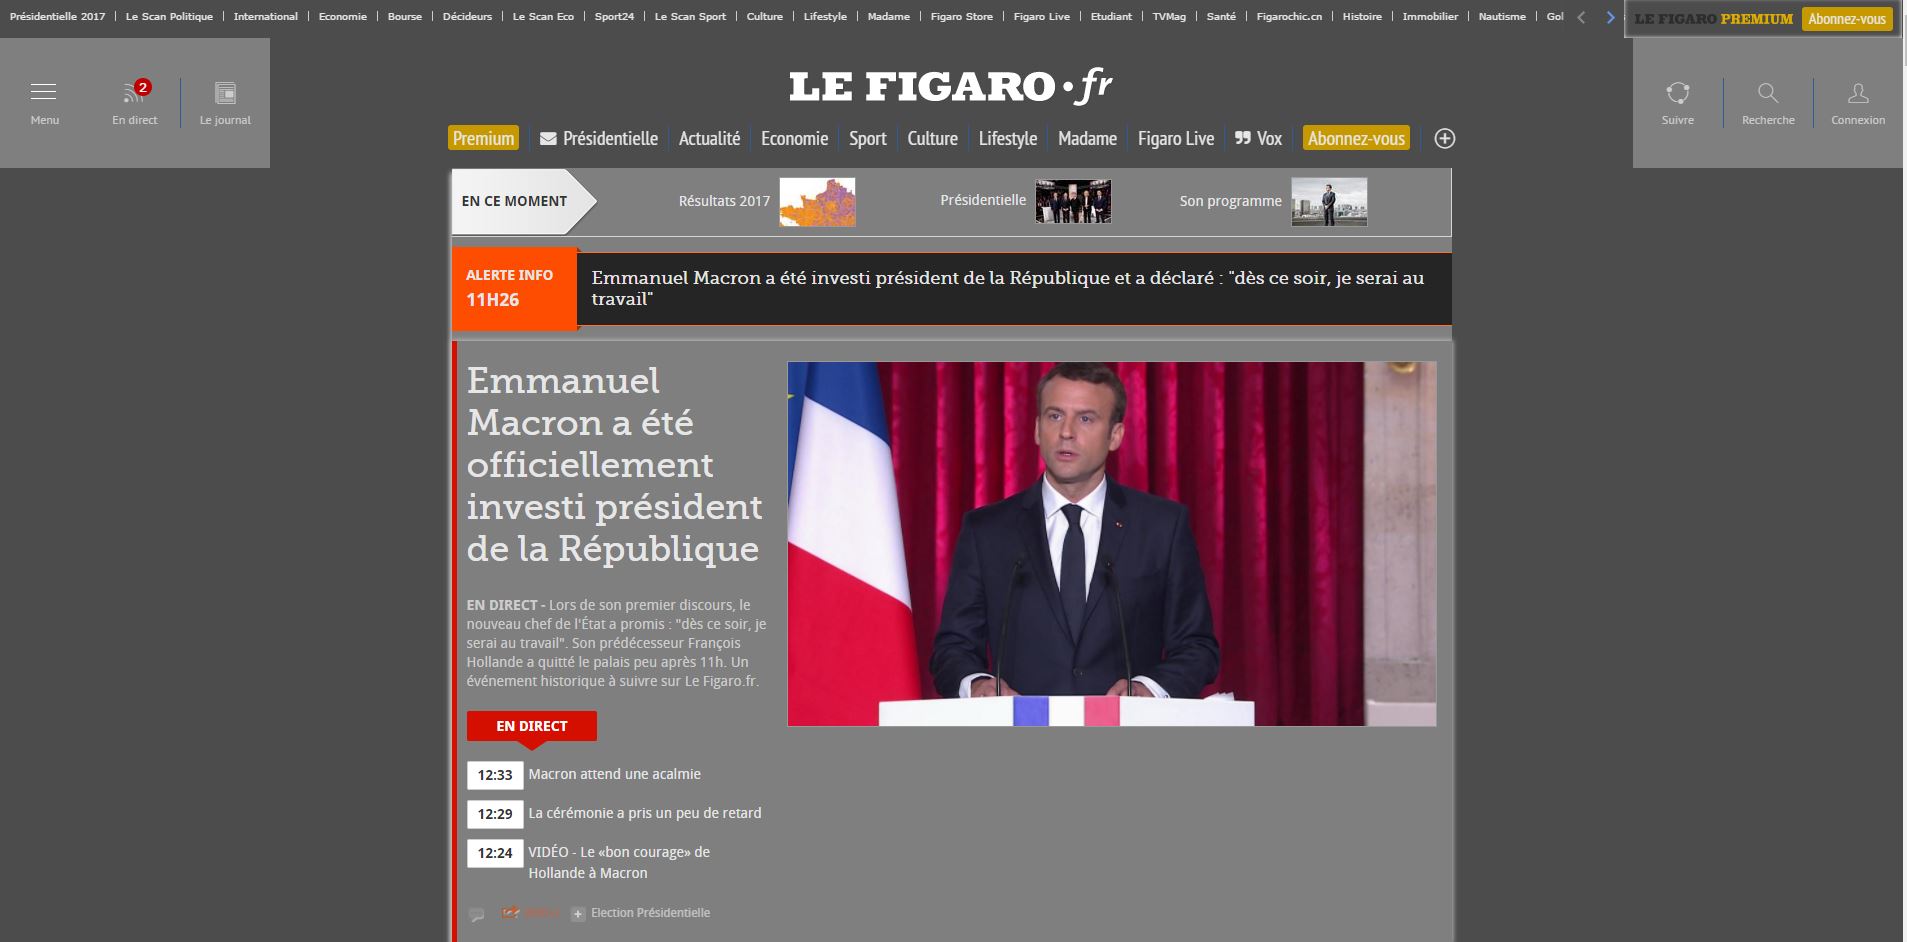 Présidentielle 2017 | Le Scan Politique | International | Economie | Bourse | Décideurs | Le Scan Eco | Sport24 | Le Scan Sport | Culture | Lifestyle | Madame | Figaro Store | Figaro Live | Etudiant | TVMag | Santé | Figarochic.cn | Histoire | Immobilier | Nautisme | Gol
LE FIGARO PREMIUM Abonnez-vous
Menu
2
En direct
Le journal
LE FIGARO·fr
Suivre
Recherche
Connexion
Premium Présidentielle Actualité Economie Sport Culture Lifestyle Madame Figaro Live Vox Abonnez-vous
EN CE MOMENT
Résultats 2017
Présidentielle
Son programme
ALERTE INFO
11H26
Emmanuel Macron a été investi président de la République et a déclaré : "dès ce soir, je serai au
travail"
Emmanuel
Macron a été
officiellement
investi président
de la République
EN DIRECT - Lors de son premier discours, le
nouveau chef de l'État a promis : "dès ce soir, je
serai au travail". Son prédécesseur François
Hollande a quitté le palais peu après 11h. Un
événement historique à suivre sur Le Figaro.fr.
EN DIRECT
12:33 Macron attend une acalmie
12:29 La cérémonie a pris un peu de retard
12:24 VIDÉO - Le «bon courage» de
Hollande à Macron
Election Présidentielle